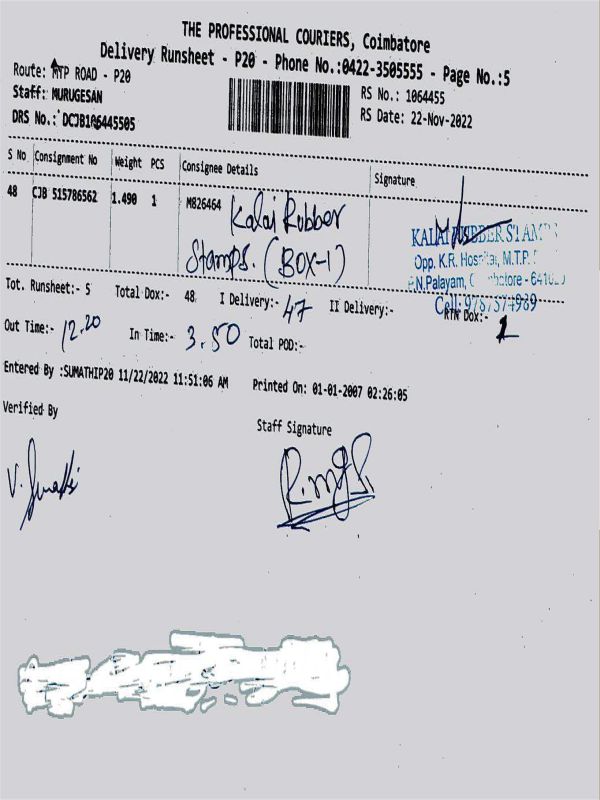 THE PROFESSIONAL COURIERS, Coimbatore
Delivery Runsheet - P20 - Phone No.:0422-3505555 - Page No.:5
Route: MTP ROAD - P20
RS No.: 1064455
Staff: MURUGESAN
RS Date: 22-Nov-2022
DRS No.: DCJB106445505
S No Consignment No Weight PCS Consignee Details Signature
48 CJB 515786562 1.490 1 M826464 Kalai Rubber
Stamps. (BOX-1)
KALAI RUBBER STAMPS
Opp. K.R. Hospital, M.T.P.
N.Palayam, Coimbatore
Cell:
Tot. Runsheet:- 5 Total Dox:- 48 I Delivery:- 47 II Delivery:- RTN Dox:- 1
Out Time:- 12.20 In Time:- 3.50 Total POD:-
Entered By :SUMATHIP20 11/22/2022 11:51:06 AM Printed On: 01-01-2007 02:26:05
Verified By
Staff Signature